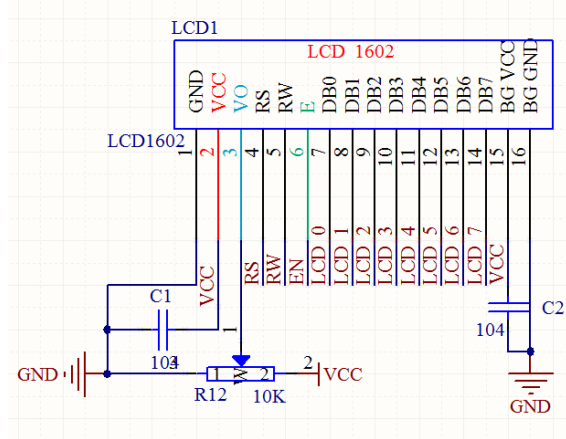 LCD1
LCD 1602
GND VCC VO RS RW E DB0 DB1 DB2 DB3 DB4 DB5 DB6 DB7 BG VCC BG GND
LCD1602
1 2 3 4 5 6 7 8 9 10 11 12 13 14 15 16
VCC RS RW EN LCD 0 LCD 1 LCD 2 LCD 3 LCD 4 LCD 5 LCD 6 LCD 7 VCC
C1
104
1
C2
104
GND
1 W 2
2
VCC
R12
10K
GND